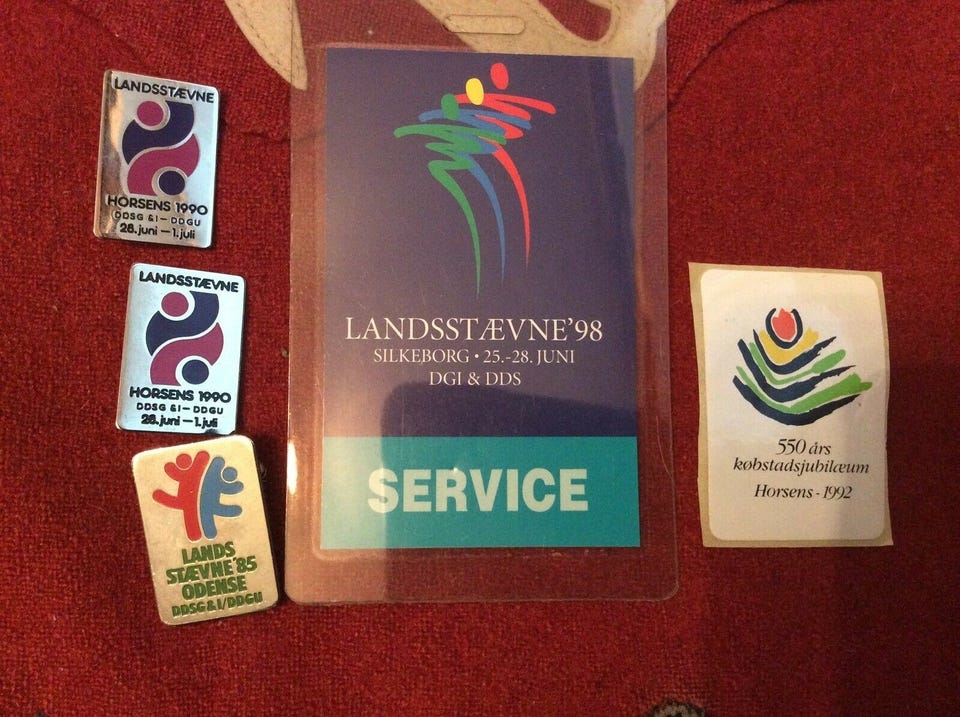 LANDSSTÆVNE
HORSENS 1990
DDSG & I – DDGU
28. juni – 1. juli
LANDSSTÆVNE
HORSENS 1990
DDSG & I – DDGU
28. juni – 1. juli
LANDS
STÆVNE'85
ODENSE
DDSG & I/DDGU
LANDSSTÆVNE'98
SILKEBORG • 25.-28. JUNI
DGI & DDS
SERVICE
550 års
købstadsjubilæum
Horsens - 1992